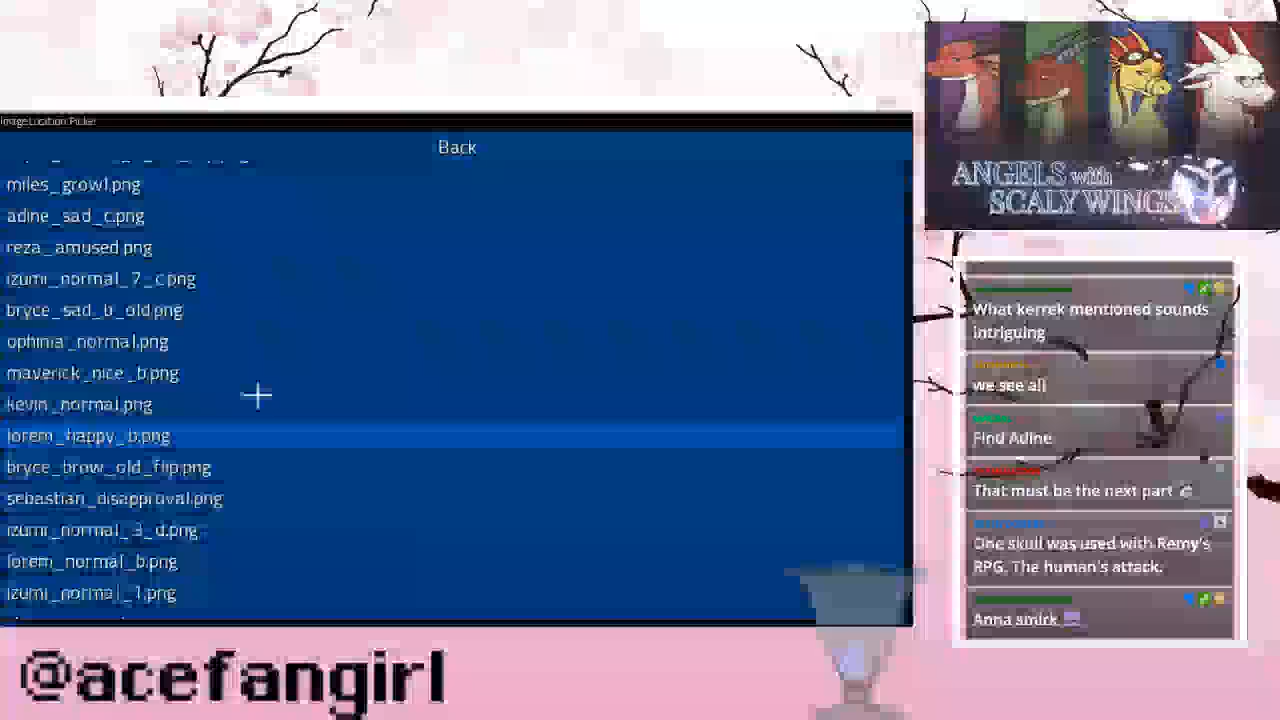 ImageLocation Picker
Back
miles_growl.png
adine_sad_c.png
reza_amused.png
izumi_normal_7_c.png
bryce_sad_b_old.png
ophinia_normal.png
maverick_nice_b.png
kevin_normal.png
lorem_happy_b.png
bryce_brow_old_flip.png
sebastian_disapproval.png
izumi_normal_3_d.png
lorem_normal_b.png
izumi_normal_1.png
@acefangirl
ANGELS with
SCALY WINGS
What kerrek mentioned sounds
intriguing
we see all
Find Adine
That must be the next part
One skull was used with Remy's
RPG. The human's attack.
Anna smirk